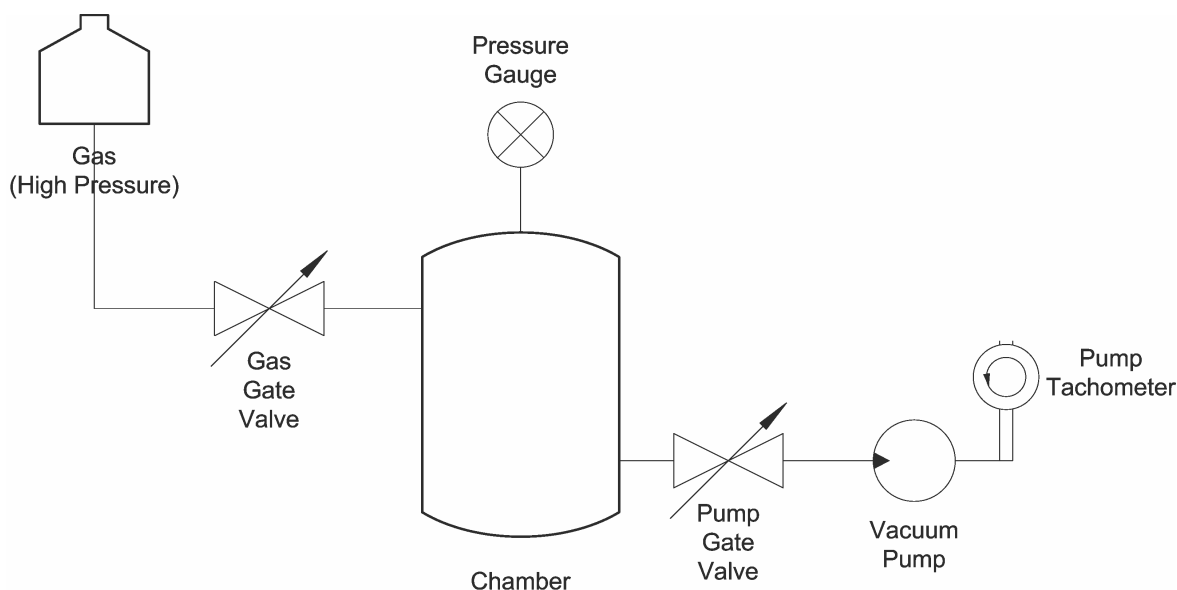 Pressure
Gauge
Gas
(High Pressure)
Gas
Gate
Valve
Pump
Tachometer
Pump
Gate
Valve
Vacuum
Pump
Chamber